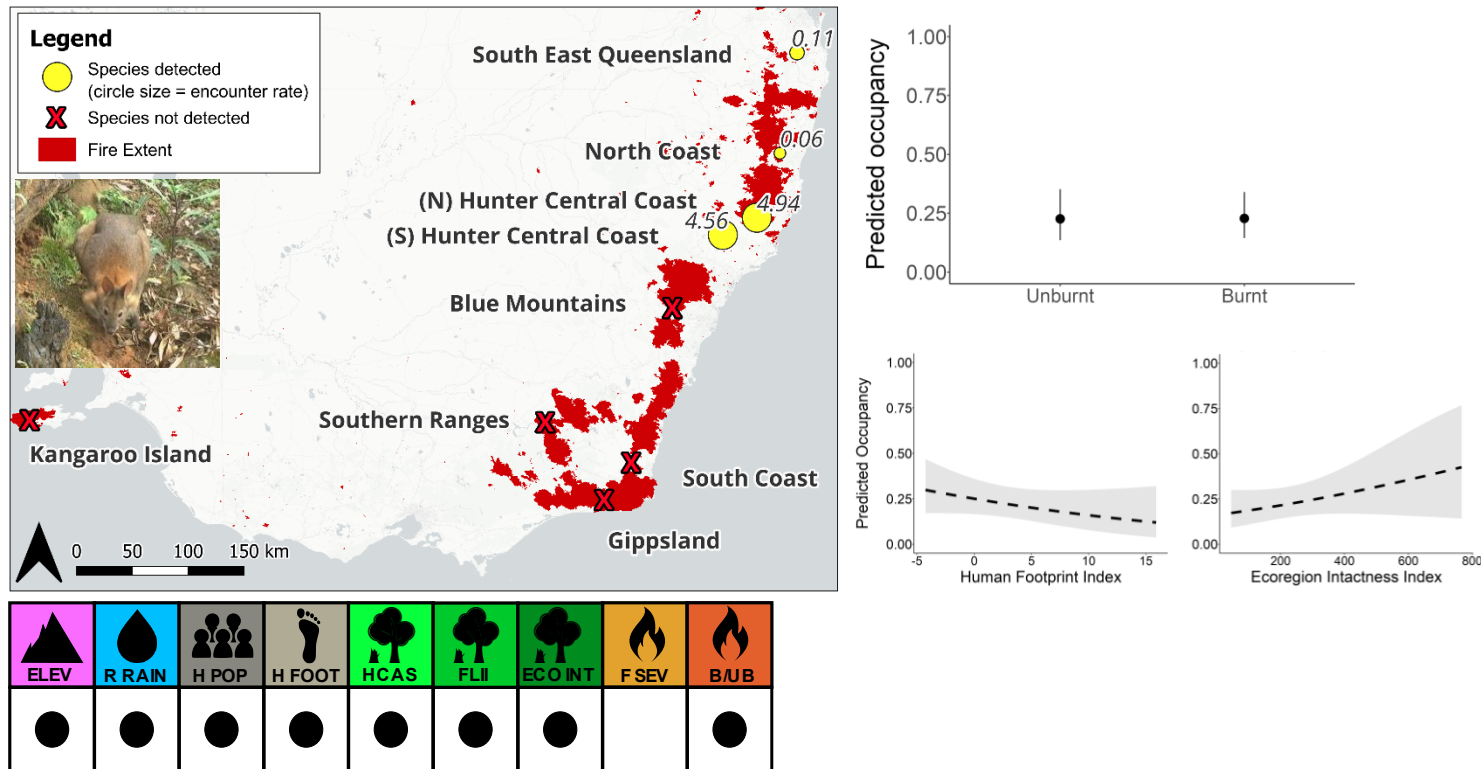 Legend
Species detected
(circle size = encounter rate)
X Species not detected
Fire Extent
South East Queensland
0.11
North Coast
0.06
(N) Hunter Central Coast
4.94
4.56
(S) Hunter Central Coast
Blue Mountains
X
Southern Ranges
X
X
Kangaroo Island
X
South Coast
X
Gippsland
0 50 100 150 km
ELEV
R RAIN
H POP
H FOOT
HCAS
FLII
ECO INT
F SEV
B/UB
Predicted occupancy
1.00
0.75
0.50
0.25
0.00
Unburnt
Burnt
Predicted Occupancy
1.00
0.75
0.50
0.25
0.00
-5 0 5 10 15
Human Footprint Index
1.00
0.75
0.50
0.25
0.00
200 400 600 800
Ecoregion Intactness Index